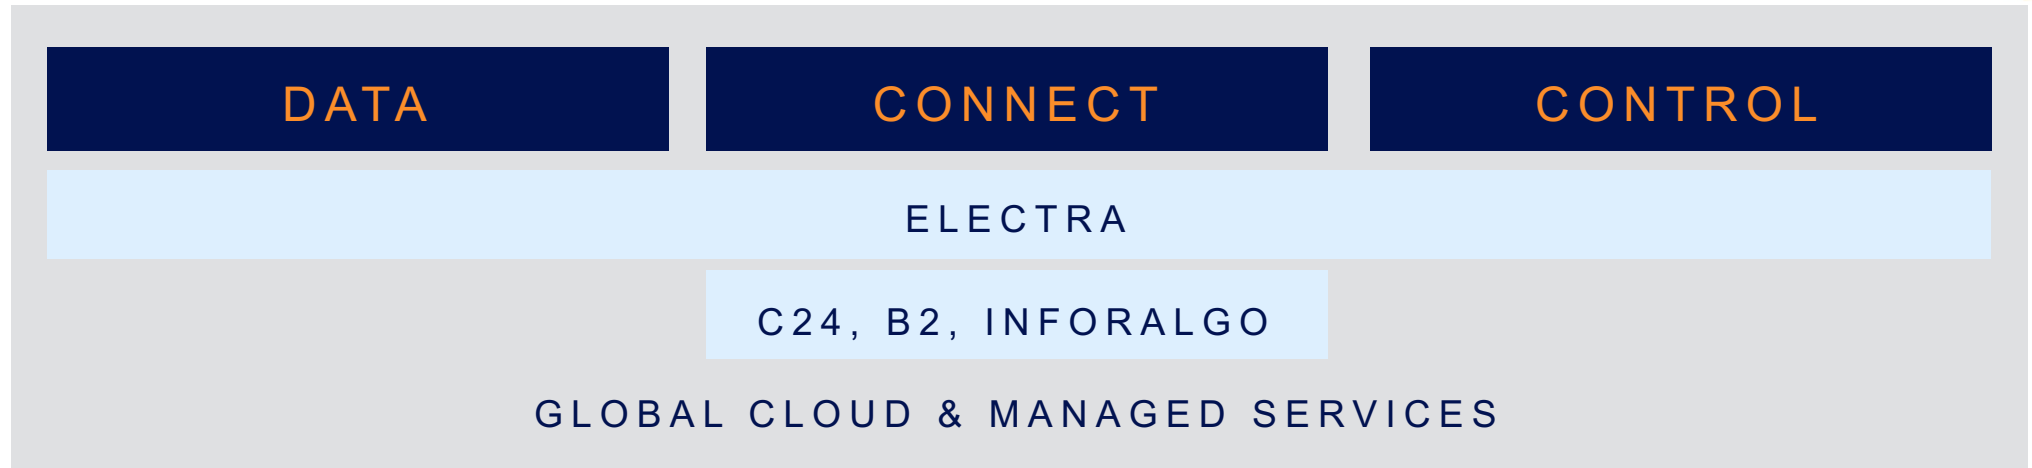 DATA CONNECT CONTROL
ELECTRA
C24, B2, INFORALGO
GLOBAL CLOUD & MANAGED SERVICES